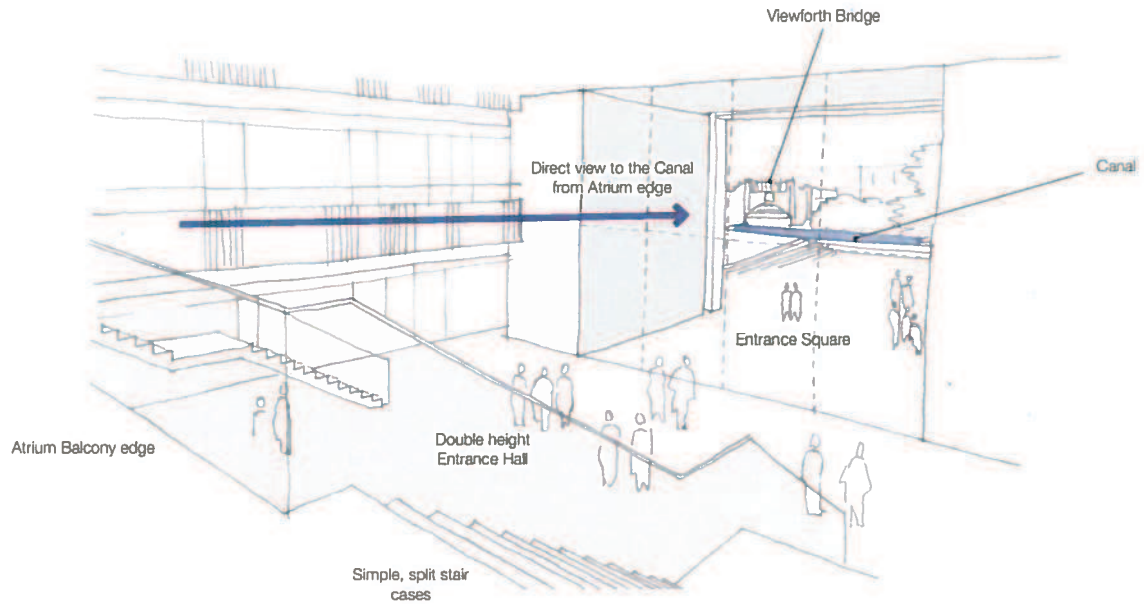 Viewforth Bridge
Direct view to the Canal
from Atrium edge
Canal
Entrance Square
Atrium Balcony edge
Double height
Entrance Hall
Simple, split stair
cases